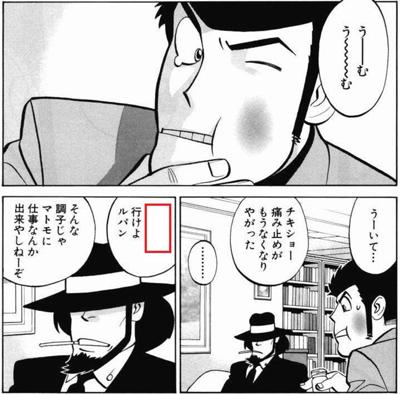 うーーむ
う～～～むむ
うーいて…
チキショー
痛み止めが
もうなくなり
やがった
………
行けよ
ルパン
そんな
調子じゃ
マトモに
仕事なんか
出来やしねーぞ